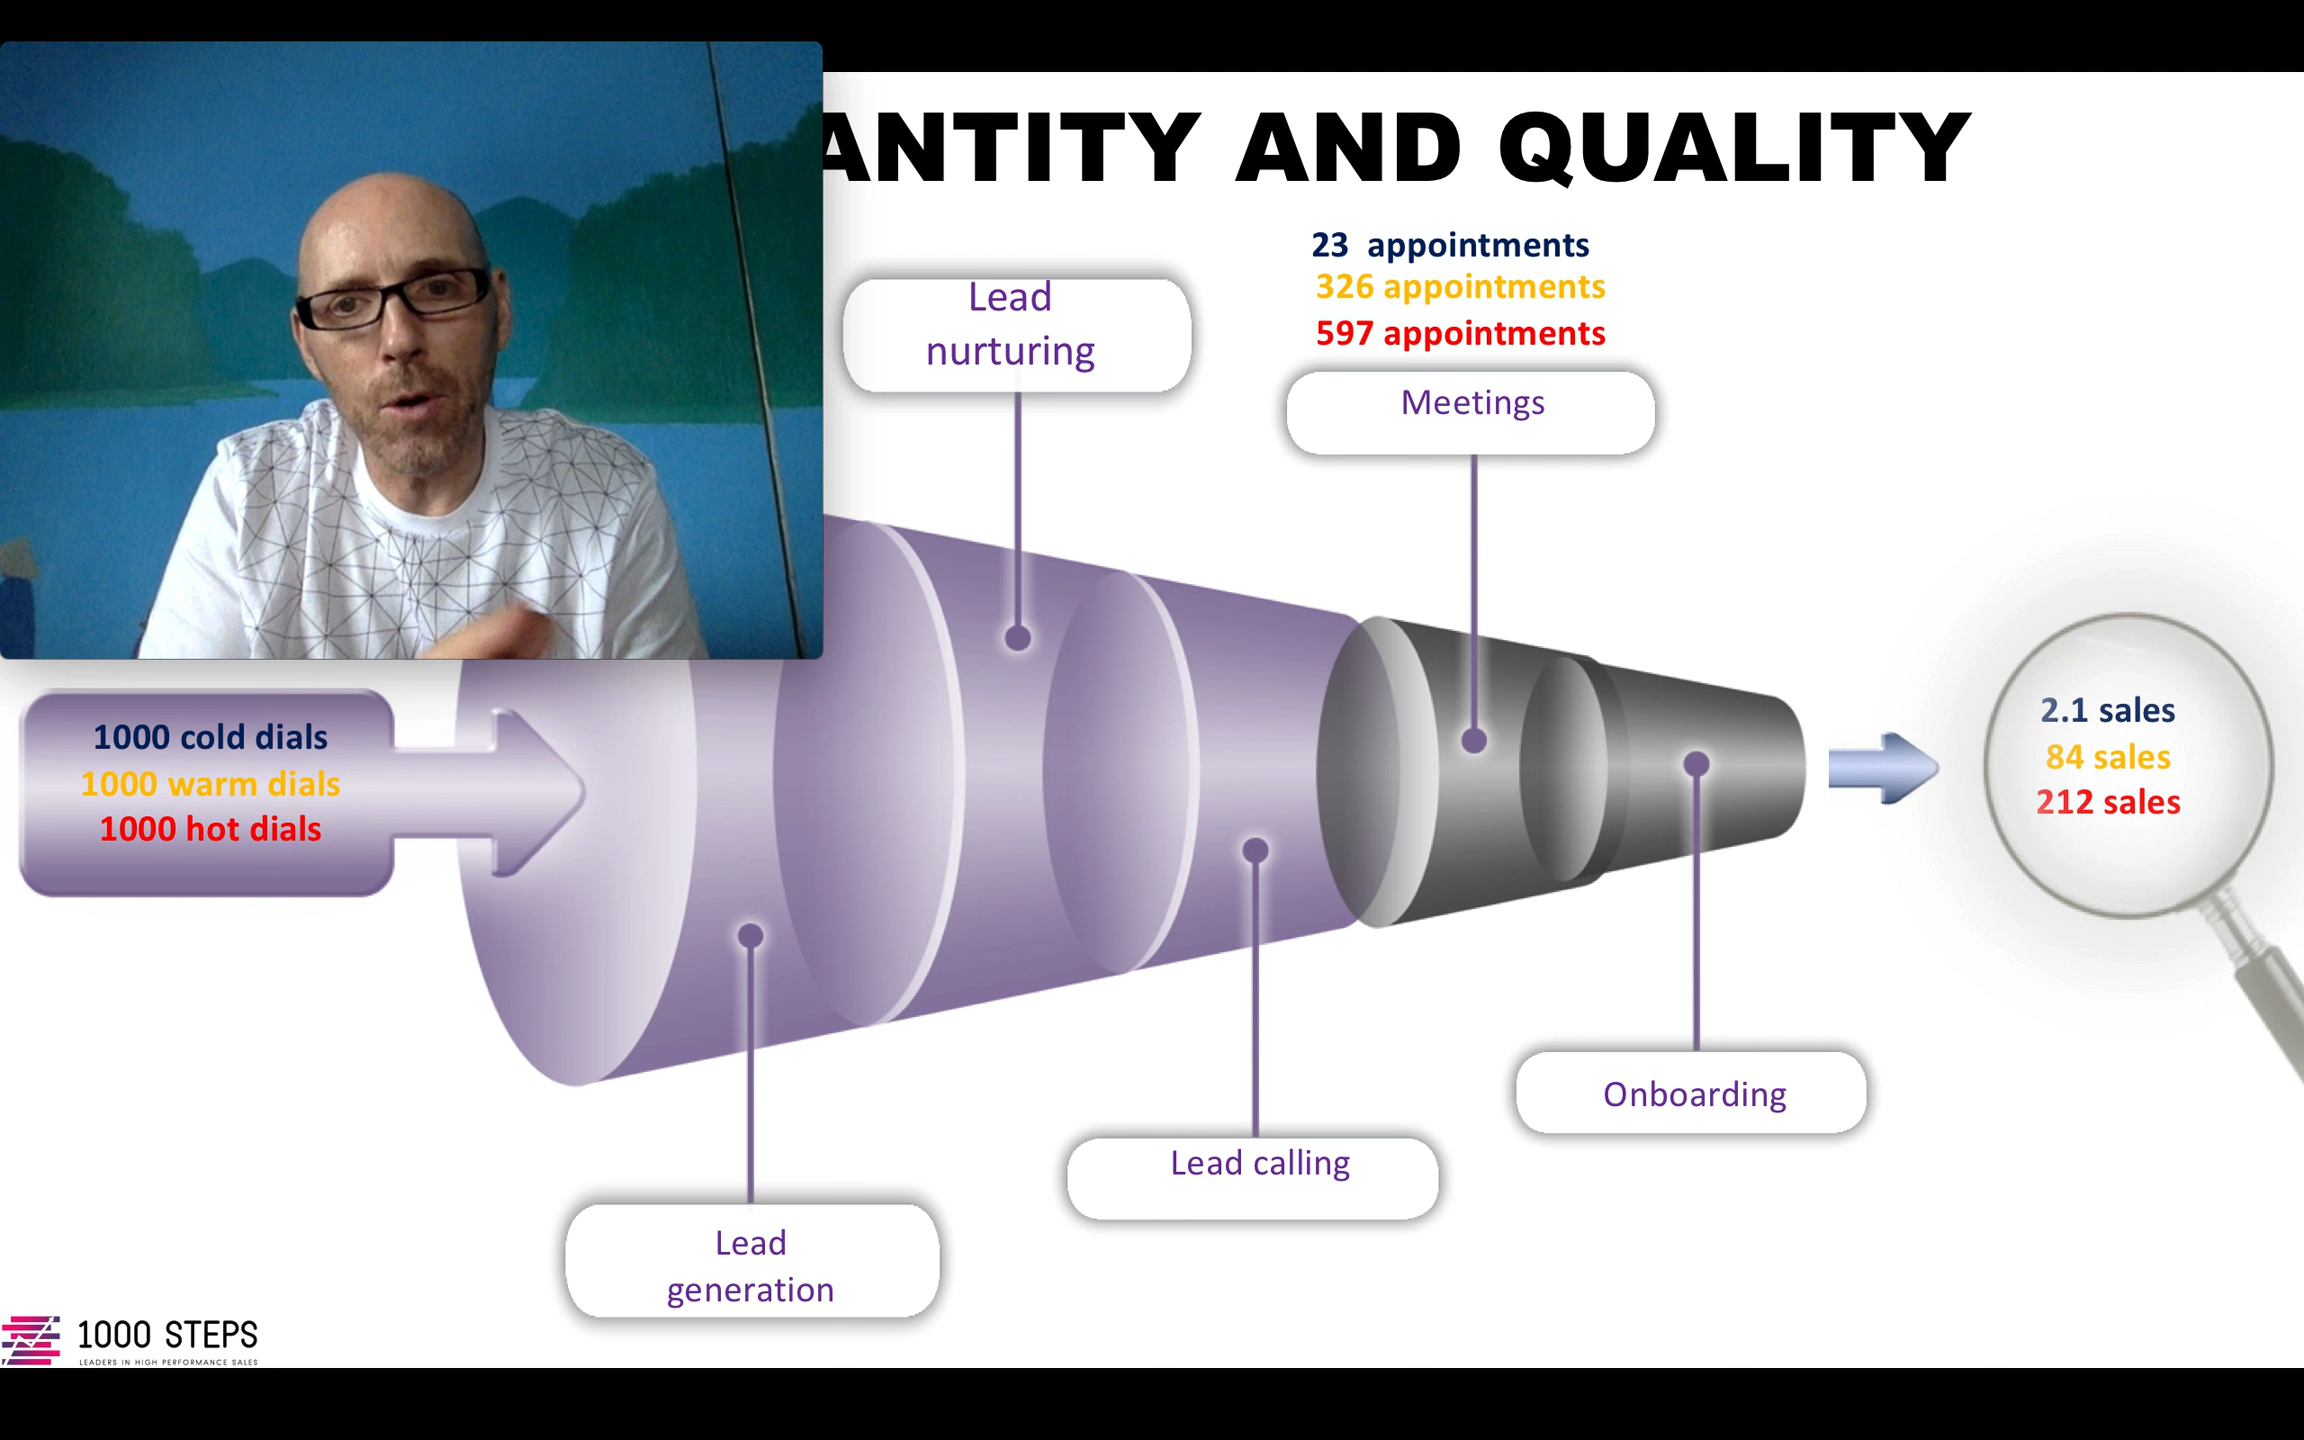 ANTITY AND QUALITY
23 appointments
326 appointments
597 appointments
Lead
nurturing
Meetings
1000 cold dials
1000 warm dials
1000 hot dials
2.1 sales
84 sales
212 sales
Onboarding
Lead calling
Lead
generation
1000 STEPS
LEADERS IN HIGH PERFORMANCE SALES